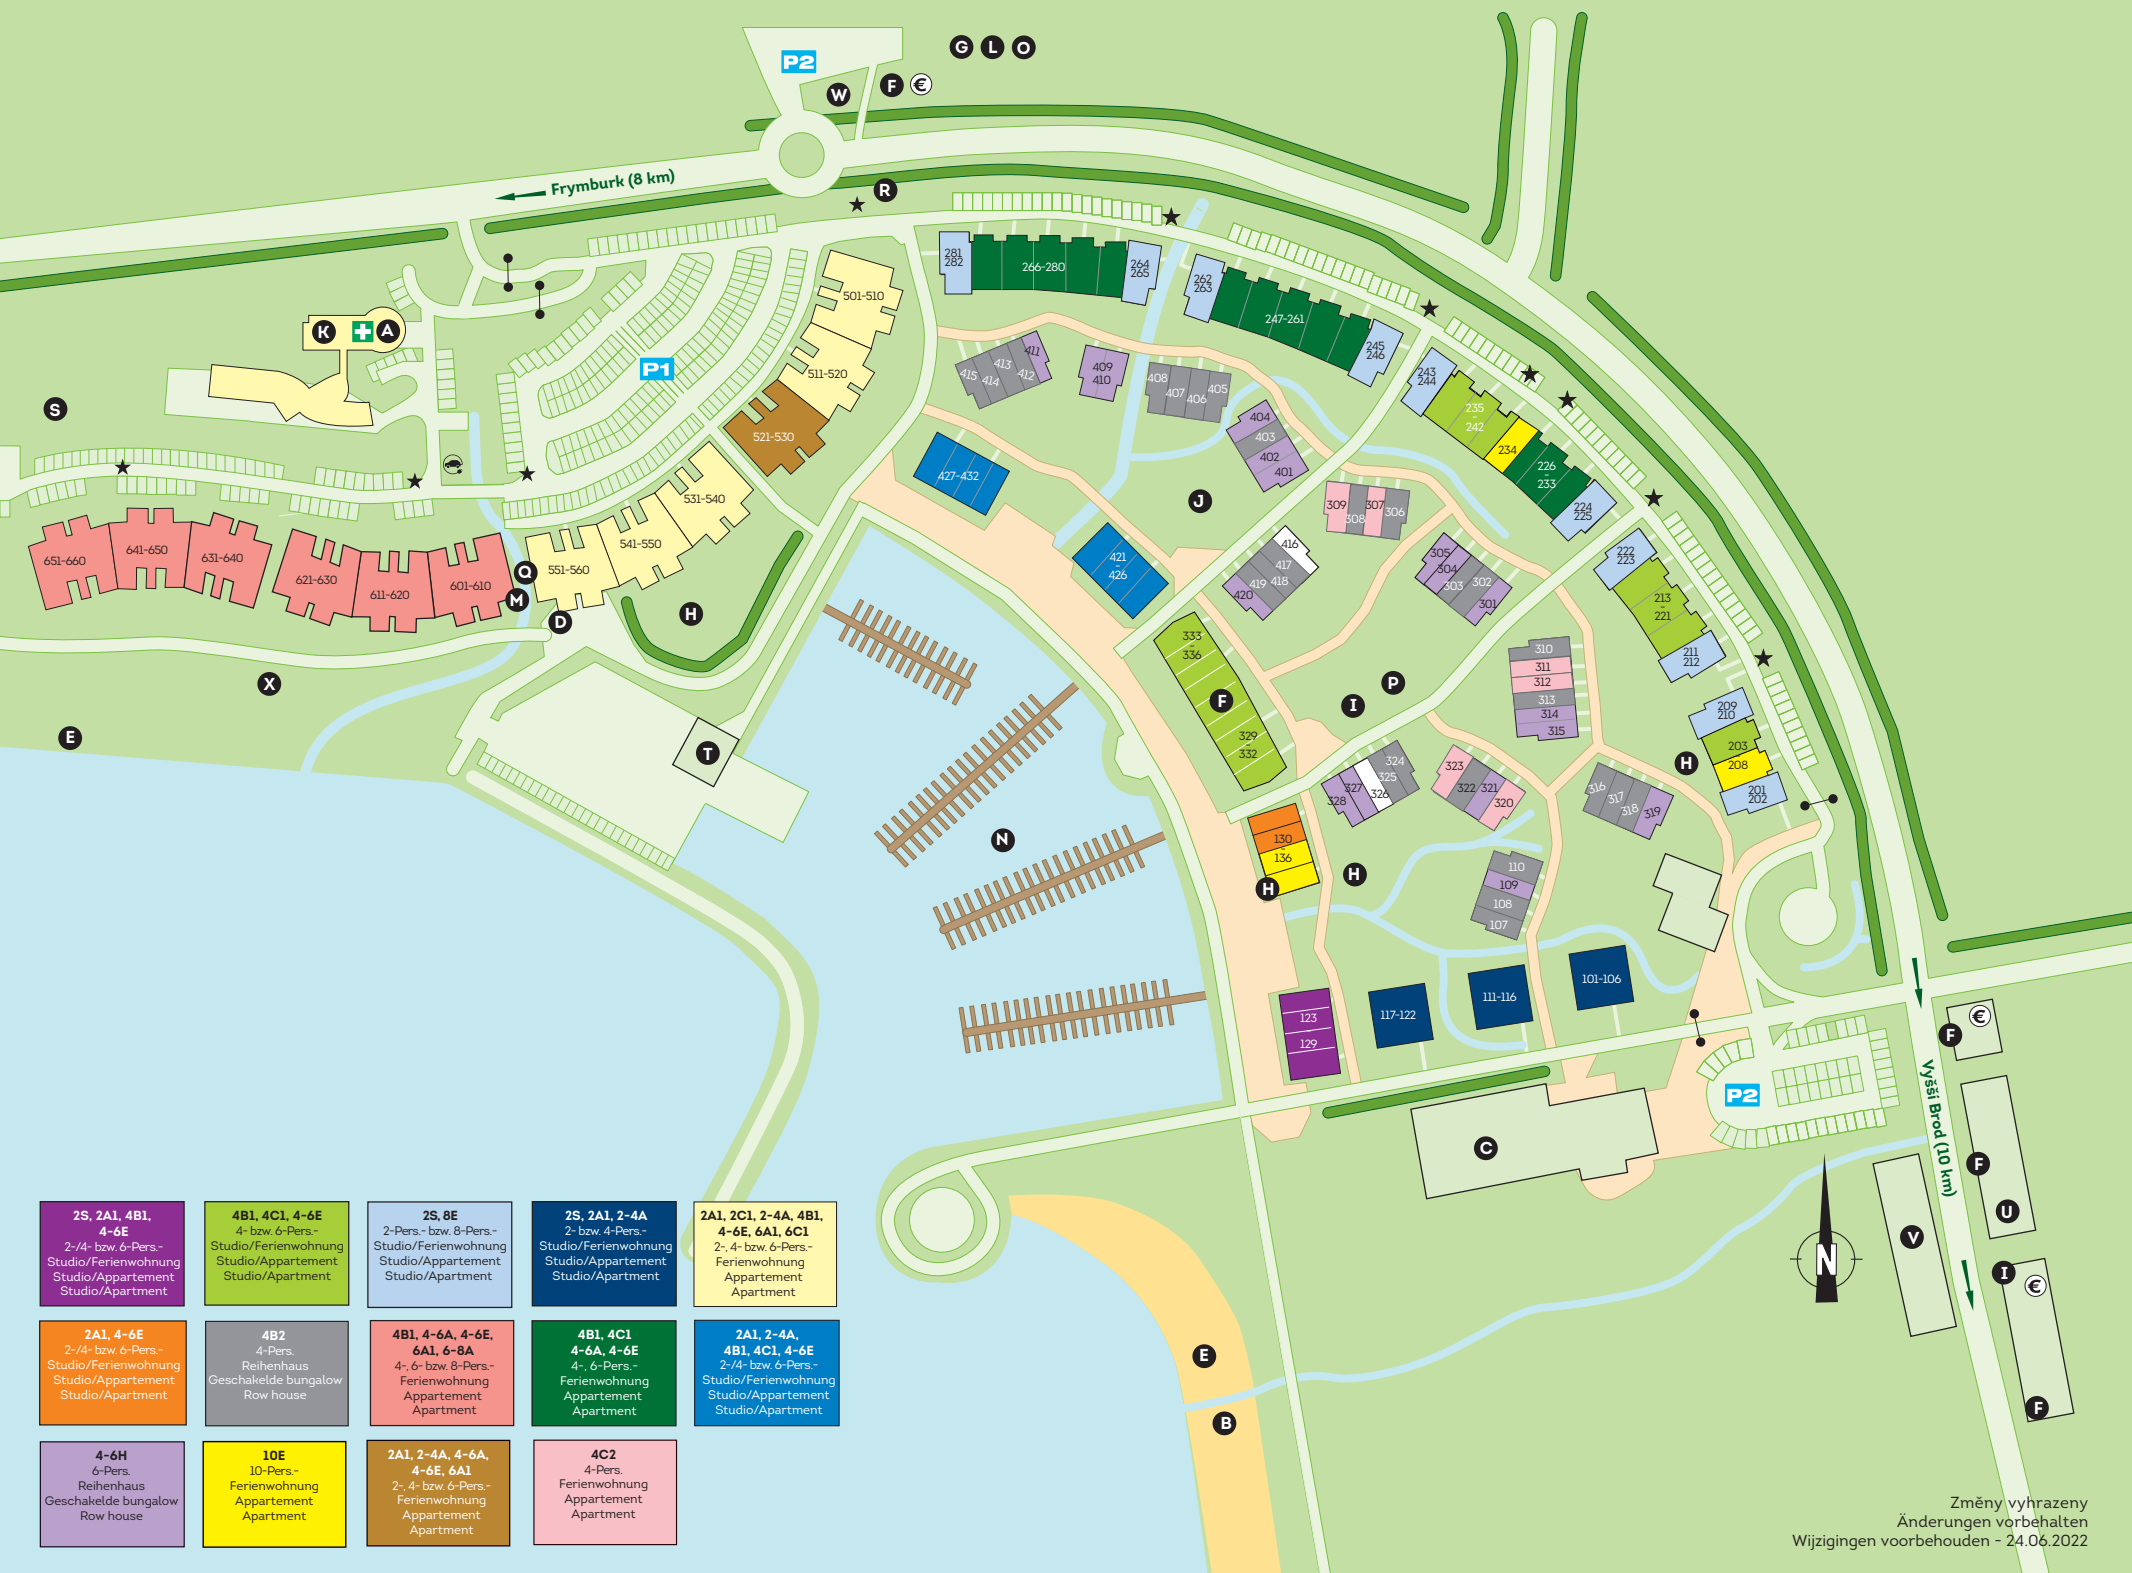 P2
G L O
W
F €
Frymburk (8 km)
R
K A
S
P1
501-510
511-520
521-530
531-540
541-550
551-560
651-660
641-650
631-640
621-630
611-620
601-610
Q
M
D
H
X
E
T
N
281
282
266-280
264
265
262
263
247-261
245
246
243
244
235
-
242
234
226
-
233
224
225
222
223
213
-
221
211
212
209
210
203
208
201
202
H
415
414
413
412
411
409
410
408
407
406
405
404
403
402
401
427-432
421
-
426
J
416
417
418
419
420
309
308
307
306
305
304
303
302
301
310
311
312
313
314
315
333
-
336
F
329
-
332
I
P
328
327
326
325
324
323
322
321
320
316
317
318
319
130
-
136
H
H
110
109
108
107
101-106
111-116
117-122
123
-
129
C
P2
F €
Vyšší Brod (10 km)
F
U
V
I €
F
N
E
B
2S, 2A1, 4B1,
4-6E
2-/4- bzw. 6-Pers.-
Studio/Ferienwohnung
Studio/Appartement
Studio/Apartment
4B1, 4C1, 4-6E
4- bzw. 6-Pers.-
Studio/Ferienwohnung
Studio/Appartement
Studio/Apartment
2S, 8E
2-Pers.- bzw. 8-Pers.-
Studio/Ferienwohnung
Studio/Appartement
Studio/Apartment
2S, 2A1, 2-4A
2- bzw. 4-Pers.-
Studio/Ferienwohnung
Studio/Appartement
Studio/Apartment
2A1, 2C1, 2-4A, 4B1,
4-6E, 6A1, 6C1
2-, 4- bzw. 6-Pers.-
Ferienwohnung
Appartement
Apartment
2A1, 4-6E
2-/4- bzw. 6-Pers.-
Studio/Ferienwohnung
Studio/Appartement
Studio/Apartment
4B2
4-Pers.
Reihenhaus
Geschakelde bungalow
Row house
4B1, 4-6A, 4-6E,
6A1, 6-8A
4-, 6- bzw. 8-Pers.-
Ferienwohnung
Appartement
Apartment
4B1, 4C1
4-6A, 4-6E
4-, 6-Pers.-
Ferienwohnung
Appartement
Apartment
2A1, 2-4A,
4B1, 4C1, 4-6E
2-/4- bzw. 6-Pers.-
Studio/Ferienwohnung
Studio/Appartement
Studio/Apartment
4-6H
6-Pers.
Reihenhaus
Geschakelde bungalow
Row house
10E
10-Pers.-
Ferienwohnung
Appartement
Apartment
2A1, 2-4A, 4-6A,
4-6E, 6A1
2-, 4- bzw. 6-Pers.-
Ferienwohnung
Appartement
Apartment
4C2
4-Pers.
Ferienwohnung
Appartement
Apartment
Změny vyhrazeny
Änderungen vorbehalten
Wijzigingen voorbehouden - 24.06.2022